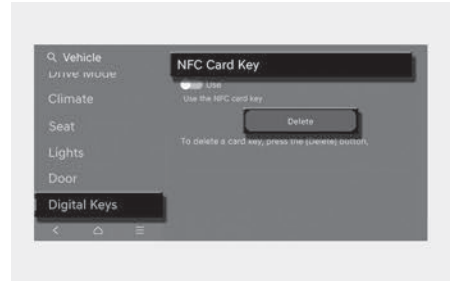 Vehicle
Drive Mode
Climate
Seat
Lights
Door
Digital Keys
NFC Card Key
Use
Use the NFC card key
Delete
To delete a card key, press the [Delete] button.